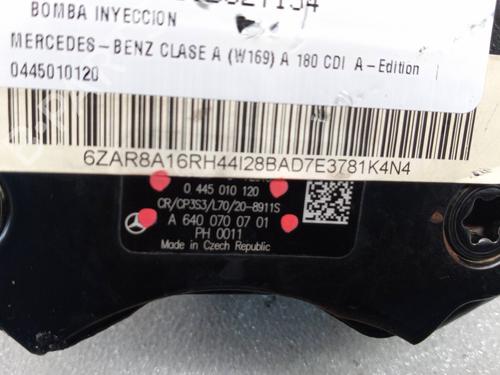 BOMBA INYECCION
MERCEDES-BENZ CLASE A (W169) A 180 CDI A-Edition |
0445010120
6ZAR8A16RH44I28BAD7E3781K4N4
0 445 010 120
CR/CP3S3/L70/20-8911S
A 640 070 07 01
PH 0011
Made in Czech Republic